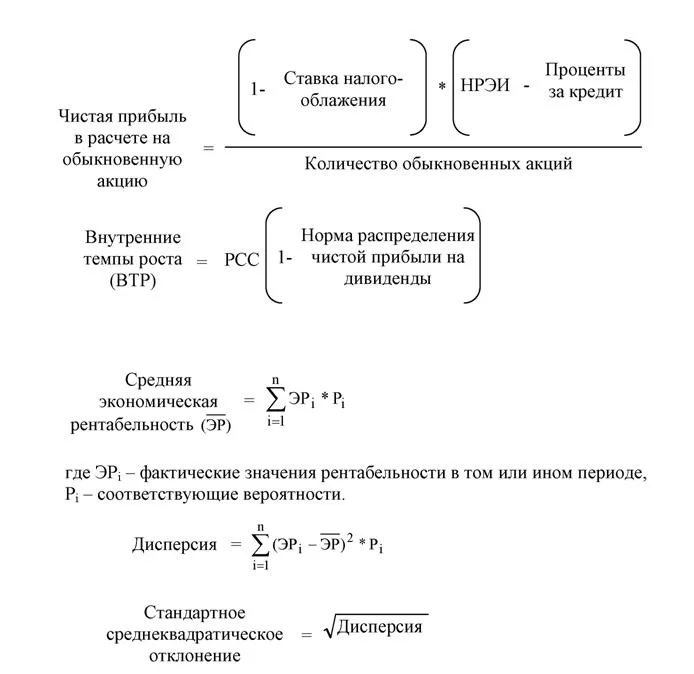 Чистая прибыль
в расчете на
обыкновенную
акцию
=
1- Ставка налого-
облажения
*
НРЭИ - Проценты
за кредит
Количество обыкновенных акций
Внутренние
темпы роста
(ВТР)
= РСС
1- Норма распределения
чистой прибыли на
дивиденды
Средняя
экономическая
рентабельность (ЭР)
=
n
∑ ЭРi * Pi
i=1
где ЭРi – фактические значения рентабельности в том или ином периоде,
Pi – соответствующие вероятности.
Дисперсия =
n
∑ (ЭРi – ЭР)² * Pi
i=1
Стандартное
среднеквадратическое
отклонение
= √Дисперсия